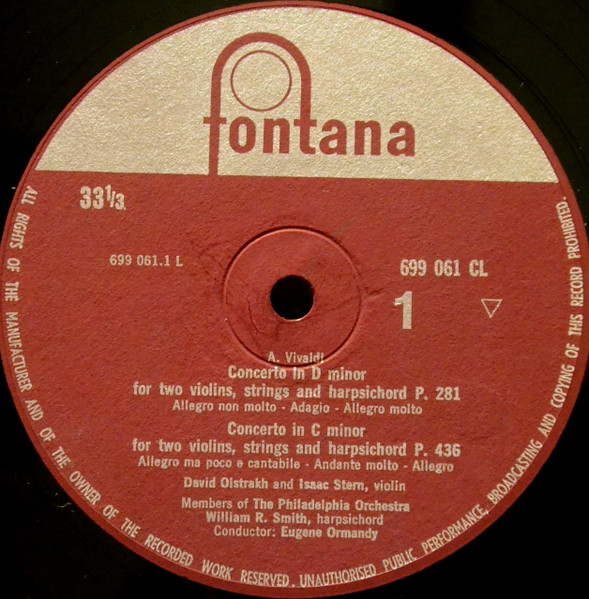 fontana
33 1/3
699 061.1 L
699 061 CL
1
A. Vivaldi
Concerto in D minor
for two violins, strings and harpsichord P. 281
Allegro non molto - Adagio - Allegro molto
Concerto in C minor
for two violins, strings and harpsichord P. 436
Allegro ma poco e cantabile - Andante molto - Allegro
David Oistrakh and Isaac Stern, violin
Members of The Philadelphia Orchestra
William R. Smith, harpsichord
Conductor: Eugene Ormandy
ALL RIGHTS OF THE MANUFACTURER AND OF THE OWNER OF THE RECORDED WORK RESERVED. UNAUTHORISED PUBLIC PERFORMANCE, BROADCASTING AND COPYING OF THIS RECORD PROHIBITED.